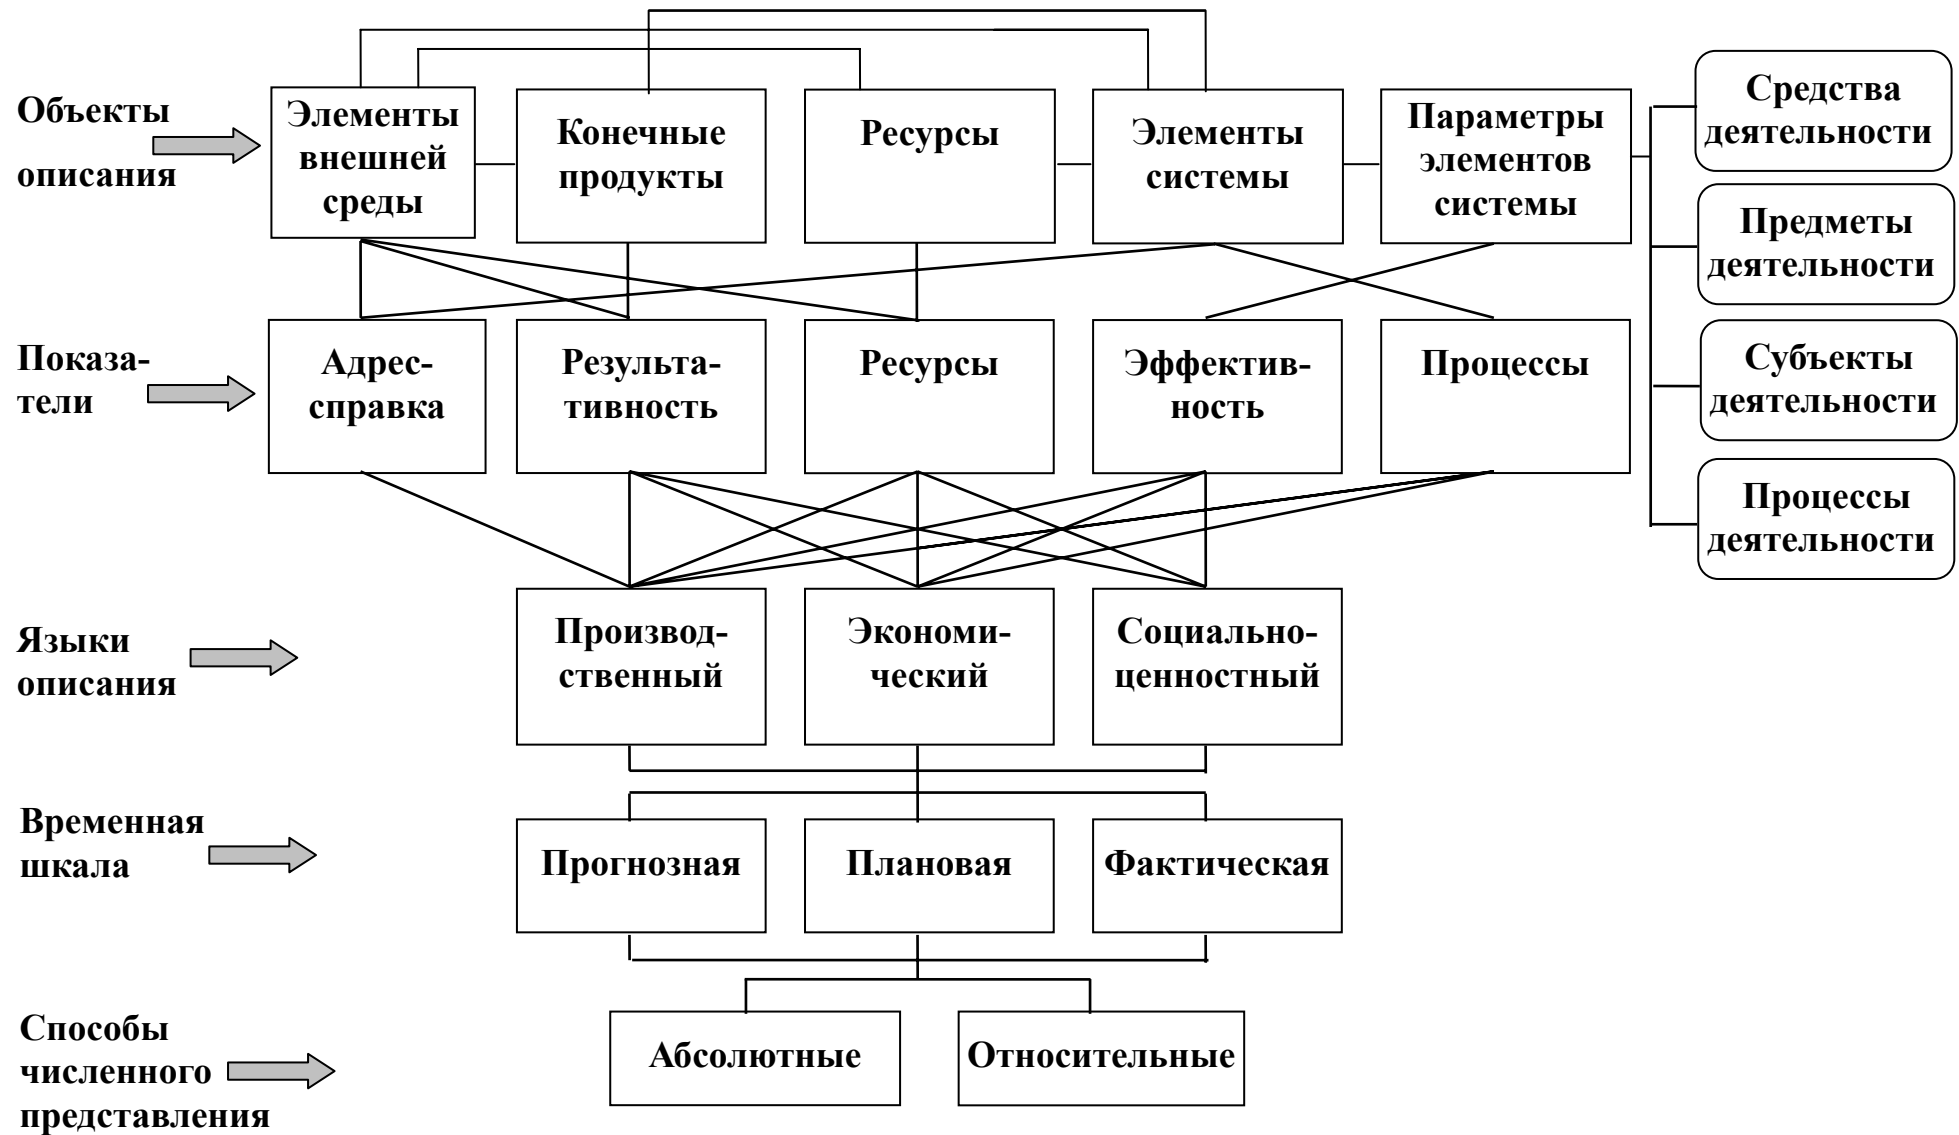 Объекты
описания
Элементы
внешней
среды
Конечные
продукты
Ресурсы
Элементы
системы
Параметры
элементов
системы
Средства
деятельности
Предметы
деятельности
Субъекты
деятельности
Процессы
деятельности
Показа-
тели
Адрес-
справка
Результа-
тивность
Ресурсы
Эффектив-
ность
Процессы
Языки
описания
Производ-
ственный
Экономи-
ческий
Социально-
ценностный
Временная
шкала
Прогнозная
Плановая
Фактическая
Способы
численного
представления
Абсолютные
Относительные